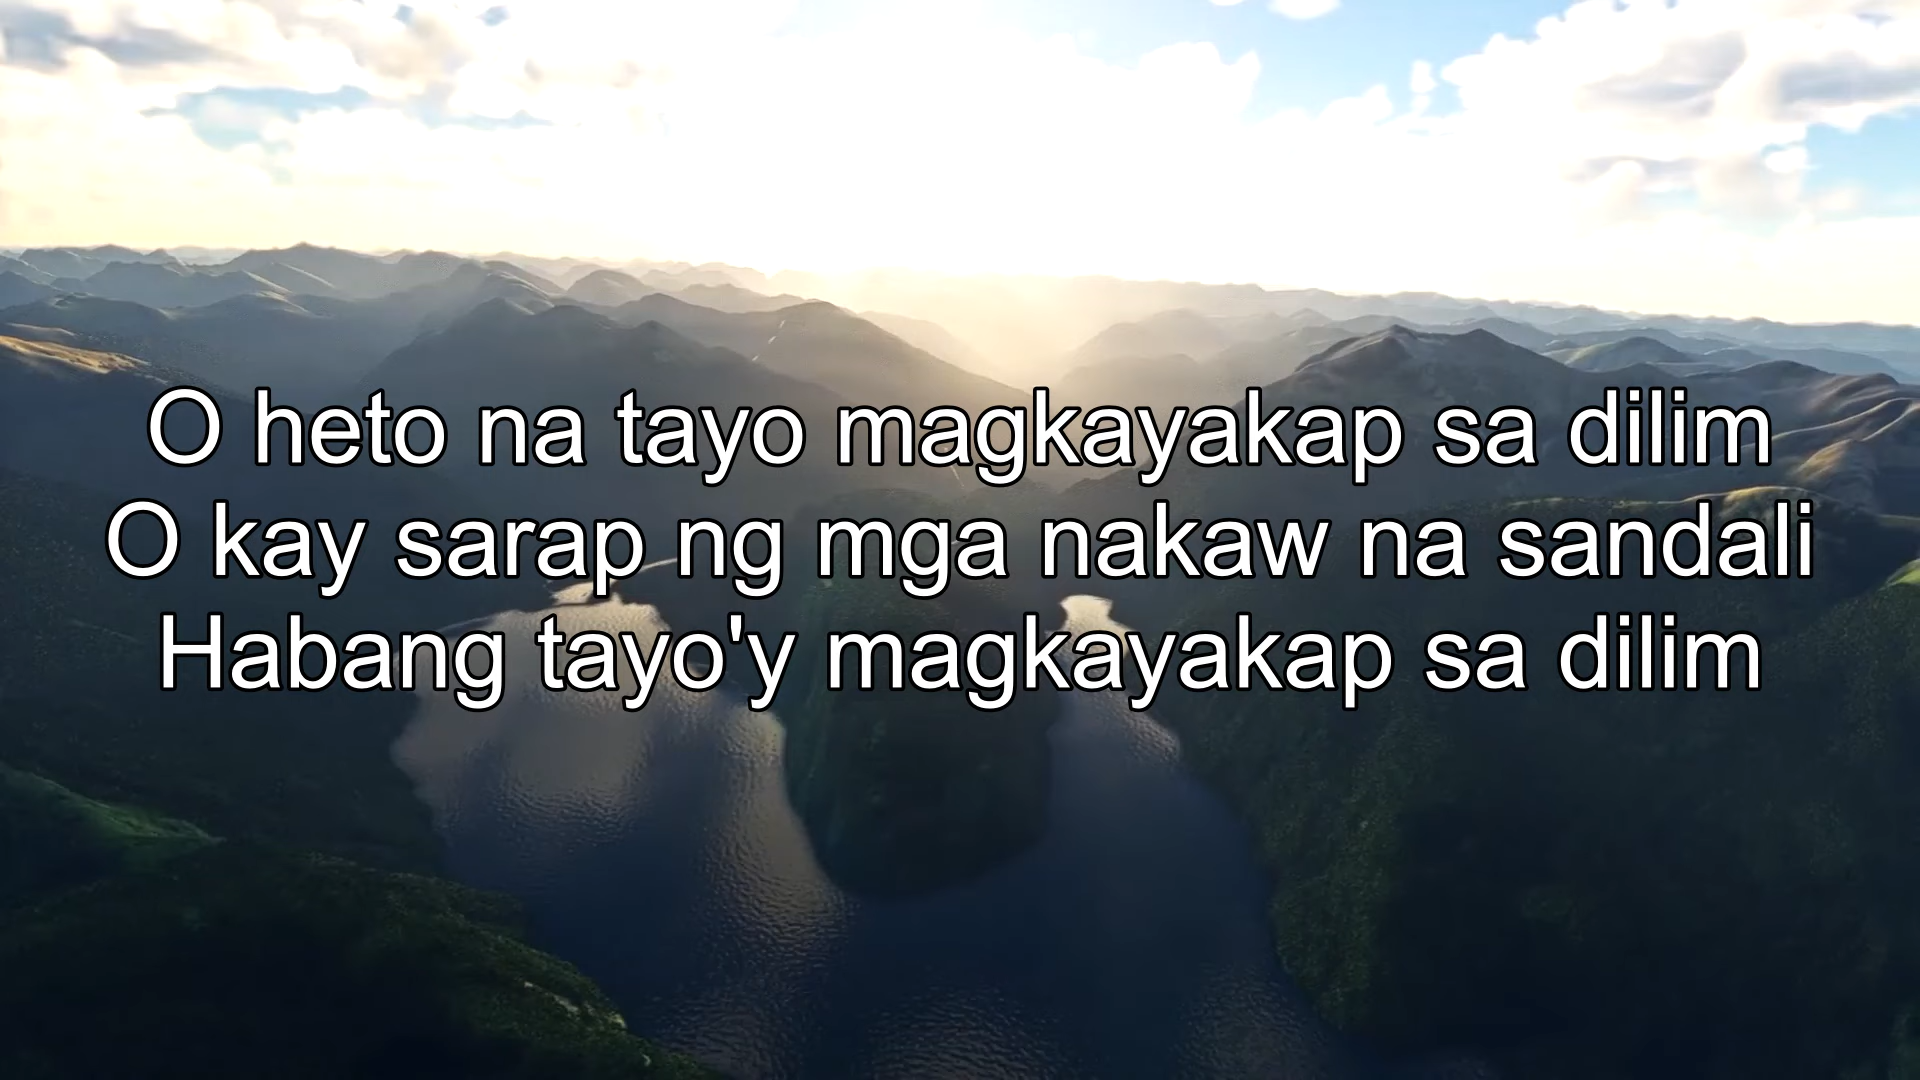 O heto na tayo magkayakap sa dilim
O kay sarap ng mga nakaw na sandali
Habang tayo'y magkayakap sa dilim